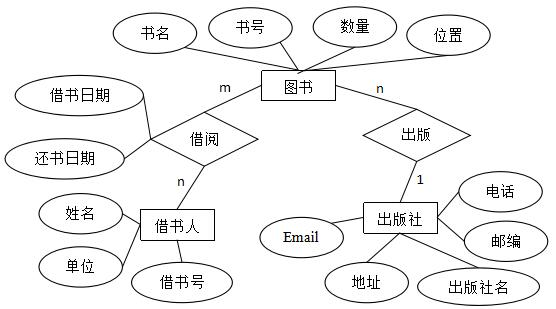 书名
书号
数量
位置
图书
m
n
借书日期
还书日期
借阅
出版
n
1
姓名
单位
借书人
借书号
出版社
Email
地址
电话
邮编
出版社名